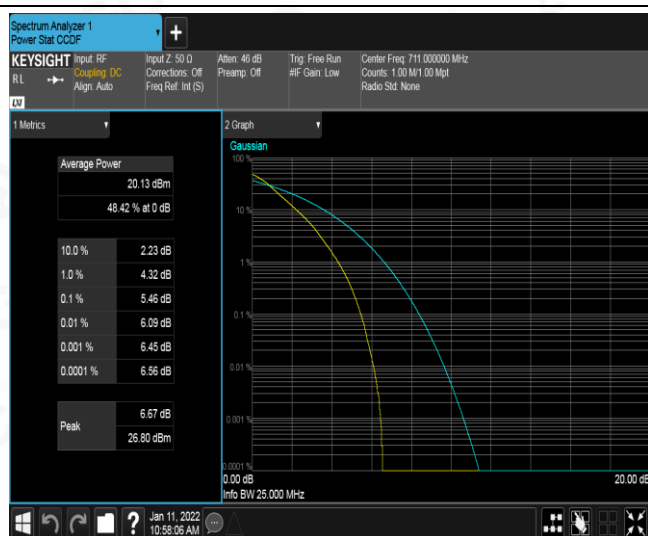 Spectrum Analyzer 1
Power Stat CCDF
+
KEYSIGHT
RL
LXI
Input: RF
Coupling: DC
Align: Auto
Input Z: 50 Ω
Corrections: Off
Freq Ref: Int (S)
Atten: 46 dB
Preamp: Off
Trig: Free Run
#IF Gain: Low
Center Freq: 711.000000 MHz
Counts: 1.00 M/1.00 Mpt
Radio Std: None
1 Metrics
Average Power
20.13 dBm
48.42 % at 0 dB
10.0 % 2.23 dB
1.0 % 4.32 dB
0.1 % 5.46 dB
0.01 % 6.09 dB
0.001 % 6.45 dB
0.0001 % 6.56 dB
Peak 6.67 dB
26.80 dBm
2 Graph
Gaussian
100 %
10 %
1 %
0.1 %
0.01 %
0.001 %
0.0001 %
0.00 dB 20.00 dB
Info BW 25.000 MHz
?
Jan 11, 2022
10:58:06 AM